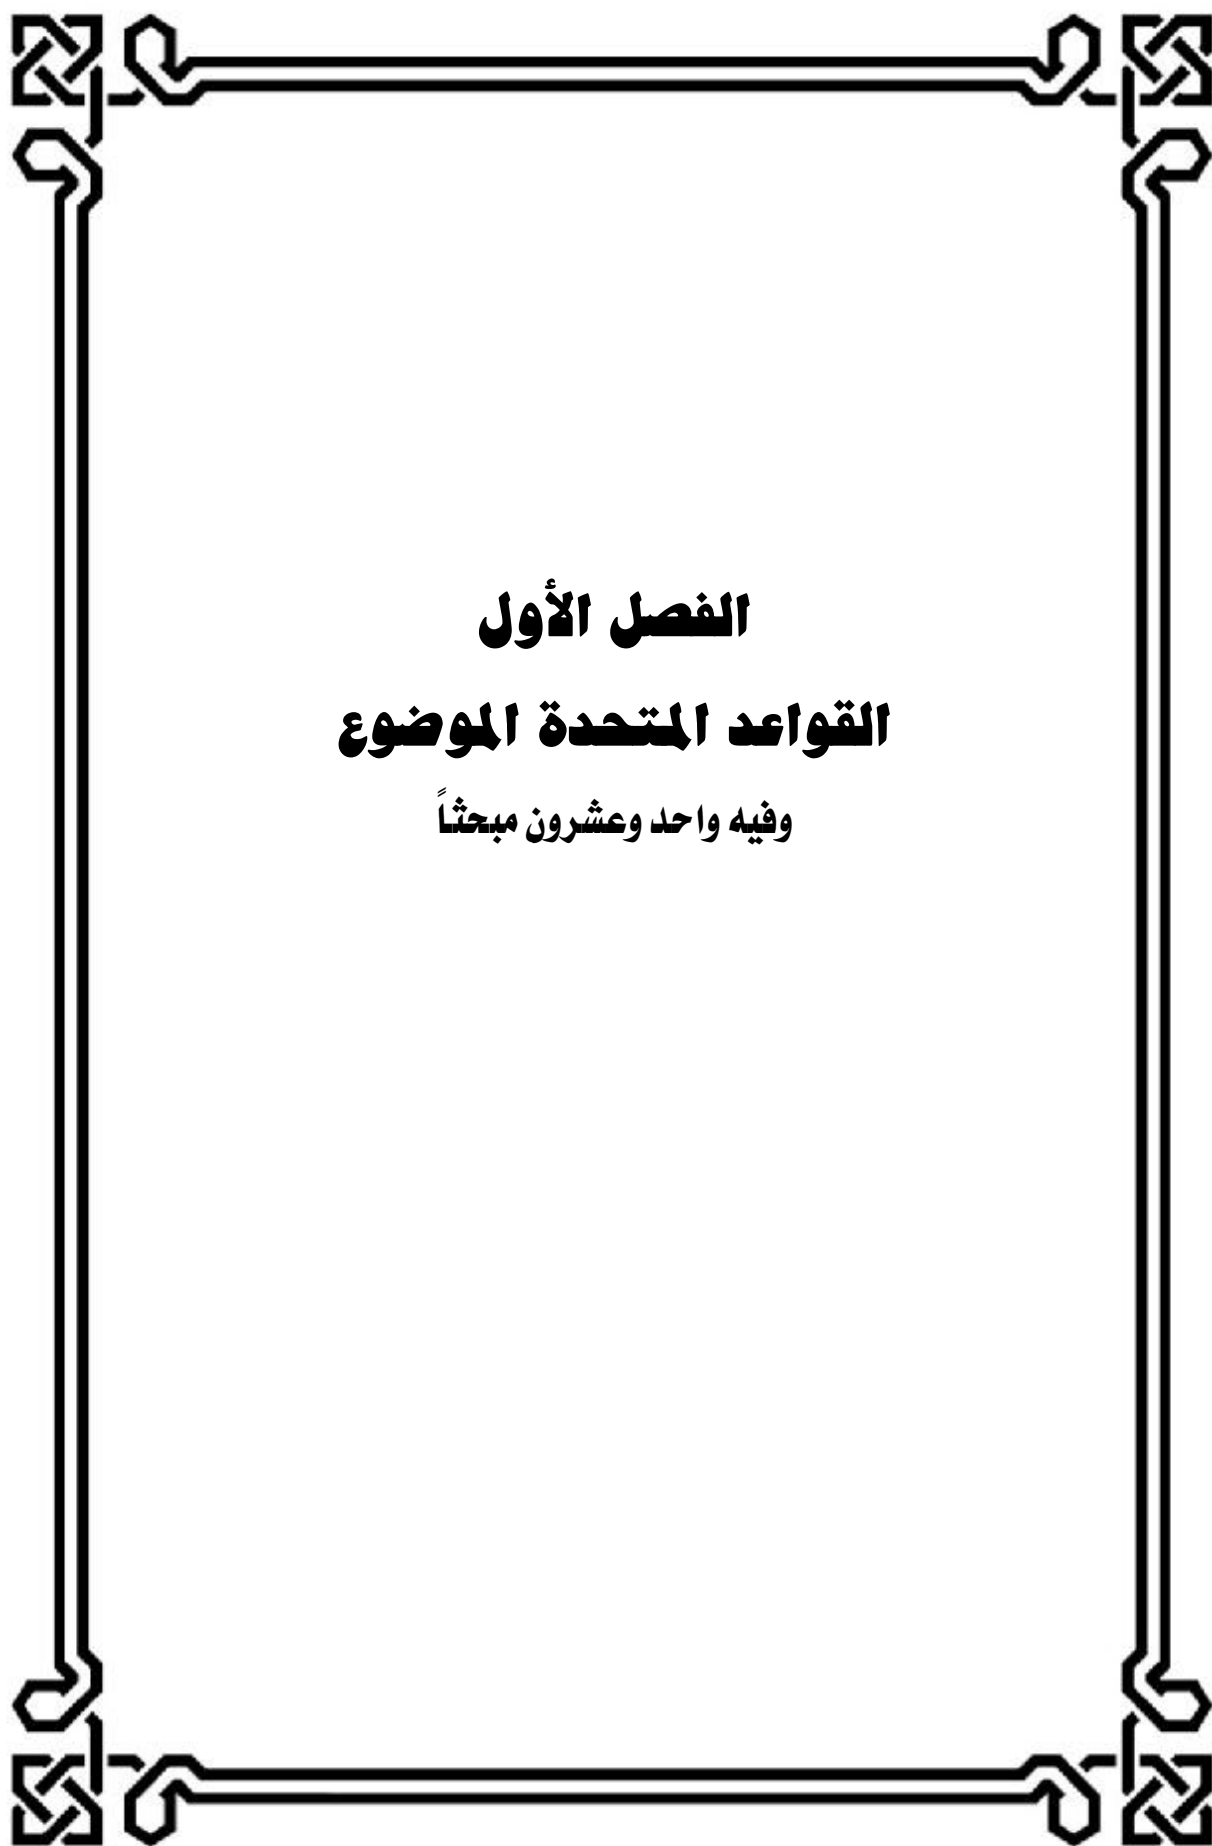 الفصل الأول
القواعد المتحدة الموضوع
وفيه واحد وعشرون مبحثاً